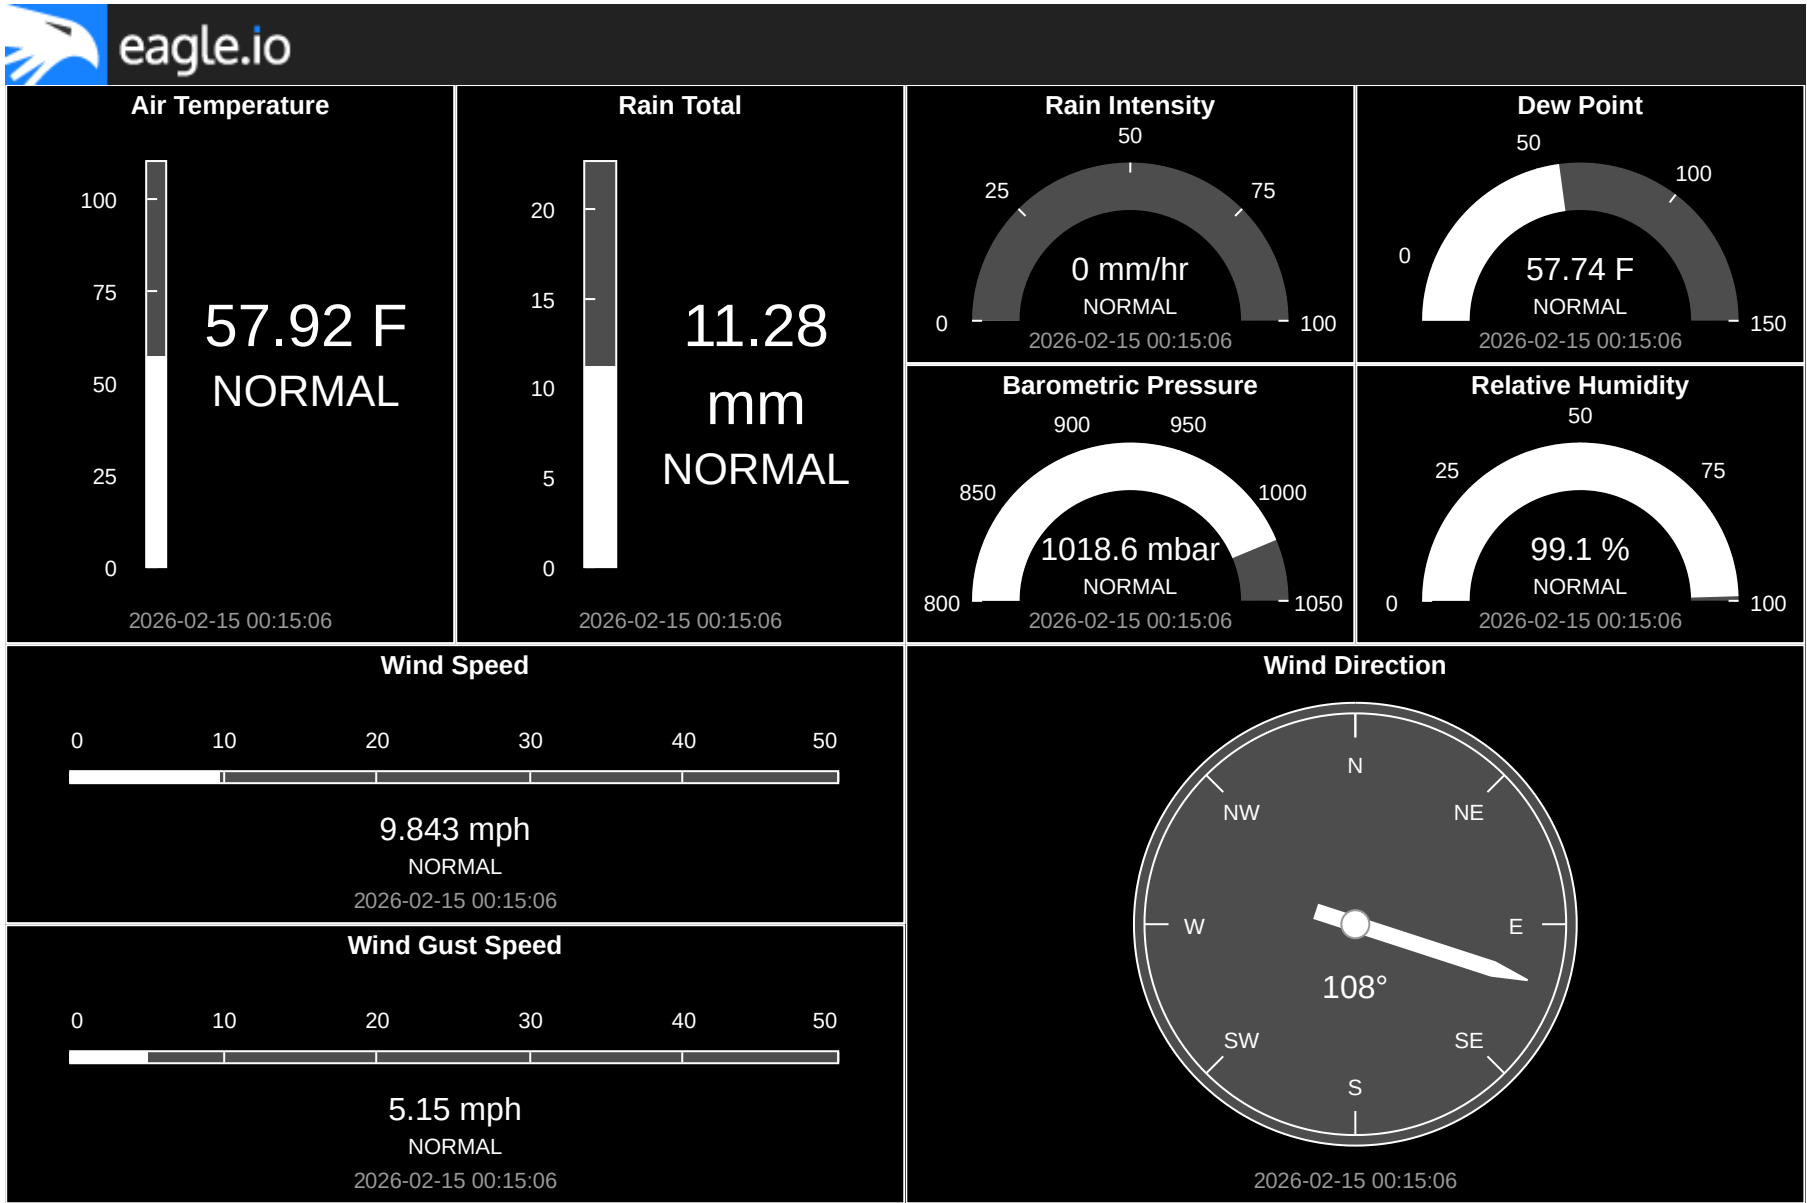 eagle.io
Air Temperature
100
75
50
25
0
57.92 F
NORMAL
2026-02-15 00:15:06
Rain Total
20
15
10
5
0
11.28
mm
NORMAL
2026-02-15 00:15:06
Rain Intensity
0
25
50
75
100
0 mm/hr
NORMAL
2026-02-15 00:15:06
Dew Point
0
50
100
150
57.74 F
NORMAL
2026-02-15 00:15:06
Barometric Pressure
800
850
900
950
1000
1050
1018.6 mbar
NORMAL
2026-02-15 00:15:06
Relative Humidity
0
25
50
75
100
99.1 %
NORMAL
2026-02-15 00:15:06
Wind Speed
0 10 20 30 40 50
9.843 mph
NORMAL
2026-02-15 00:15:06
Wind Gust Speed
0 10 20 30 40 50
5.15 mph
NORMAL
2026-02-15 00:15:06
Wind Direction
N
NW NE
W E
108°
SW SE
S
2026-02-15 00:15:06